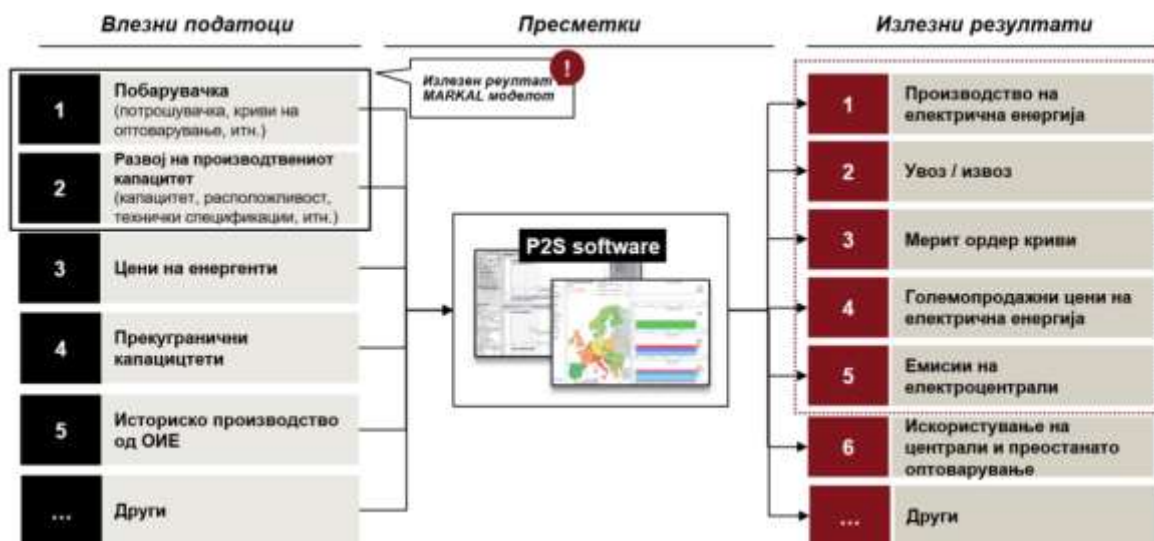 Влезни податоци
Пресметки
Излезни резултати
1
Побарувачка
(потрошувачка, криви на
оптоварување, итн.)
2
Развој на производтвениот
капацитет
(капацитет, расположливост,
технички спецификации, итн.)
3
Цени на енергенти
4
Прекугранични
капацицтети
5
Историско производство
од ОИЕ
...
Други
Излезен реултат
MARKAL моделот
!
P2S software
1
Производство на
електрична енергија
2
Увоз / извоз
3
Мерит ордер криви
4
Големопродажни цени на
електрична енергија
5
Емисии на
електроцентрали
6
Искористување на
централи и преостанато
оптоварување
...
Други